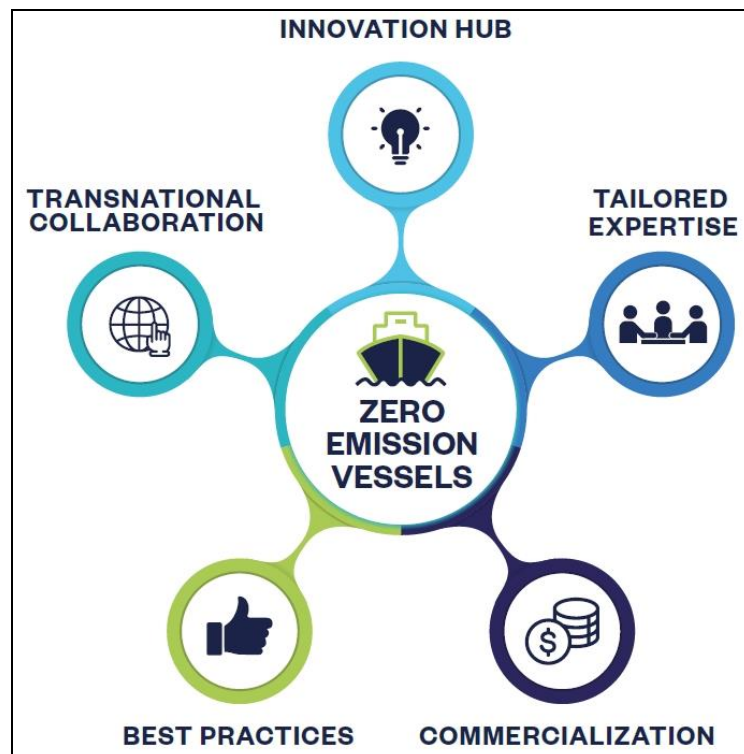 INNOVATION HUB
TRANSNATIONAL
COLLABORATION
TAILORED
EXPERTISE
ZERO
EMISSION
VESSELS
BEST PRACTICES
$
COMMERCIALIZATION